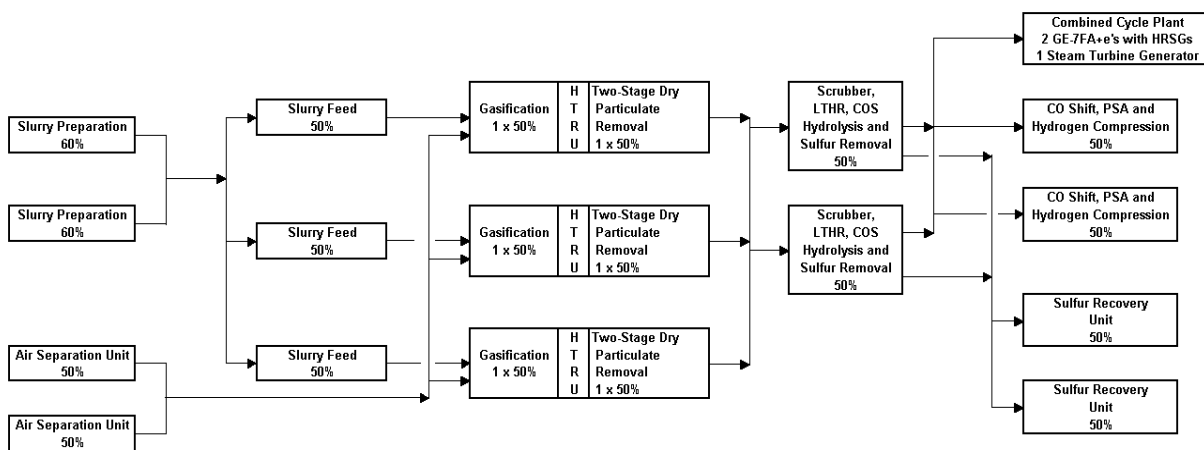 Combined Cycle Plant
2 GE-7FA+e's with HRSGs
1 Steam Turbine Generator
Slurry Preparation
60%
Slurry Preparation
60%
Air Separation Unit
50%
Air Separation Unit
50%
Slurry Feed
50%
Slurry Feed
50%
Slurry Feed
50%
Gasification
1 x 50%
H
T
R
U
Two-Stage Dry
Particulate
Removal
1 x 50%
Gasification
1 x 50%
H
T
R
U
Two-Stage Dry
Particulate
Removal
1 x 50%
Gasification
1 x 50%
H
T
R
U
Two-Stage Dry
Particulate
Removal
1 x 50%
Scrubber,
LTHR, COS
Hydrolysis and
Sulfur Removal
50%
Scrubber,
LTHR, COS
Hydrolysis and
Sulfur Removal
50%
CO Shift, PSA and
Hydrogen Compression
50%
CO Shift, PSA and
Hydrogen Compression
50%
Sulfur Recovery
Unit
50%
Sulfur Recovery
Unit
50%